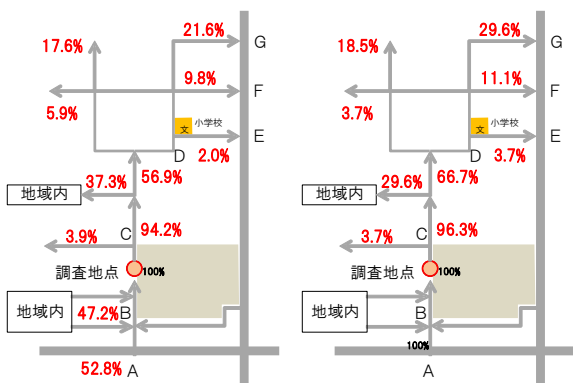 21.6%
G
17.6%
9.8%
F
5.9%
文
小学校
E
D
2.0%
37.3%
56.9%
地域内
C
94.2%
3.9%
調査地点
100%
地域内
47.2%
B
52.8%
A
29.6%
G
18.5%
11.1%
F
3.7%
文
小学校
E
D
3.7%
29.6%
66.7%
地域内
C
96.3%
3.7%
調査地点
100%
地域内
B
100%
A